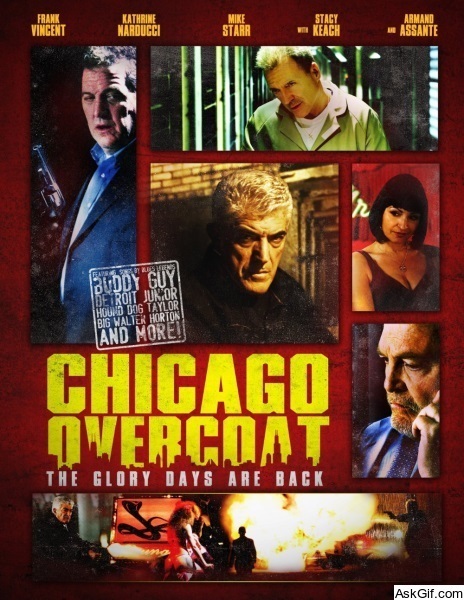 FRANK
VINCENT
KATHRINE
NARDUCCI
MIKE
STARR
WITH STACY
KEACH
AND ARMAND
ASSANTE
FEATURING SONGS BY BLUES LEGENDS
BUDDY GUY
DETROIT JUNIOR
HOUND DOG TAYLOR
BIG WALTER HORTON
AND MORE!
CHICAGO
OVERCOAT
THE GLORY DAYS ARE BACK
AskGif.com